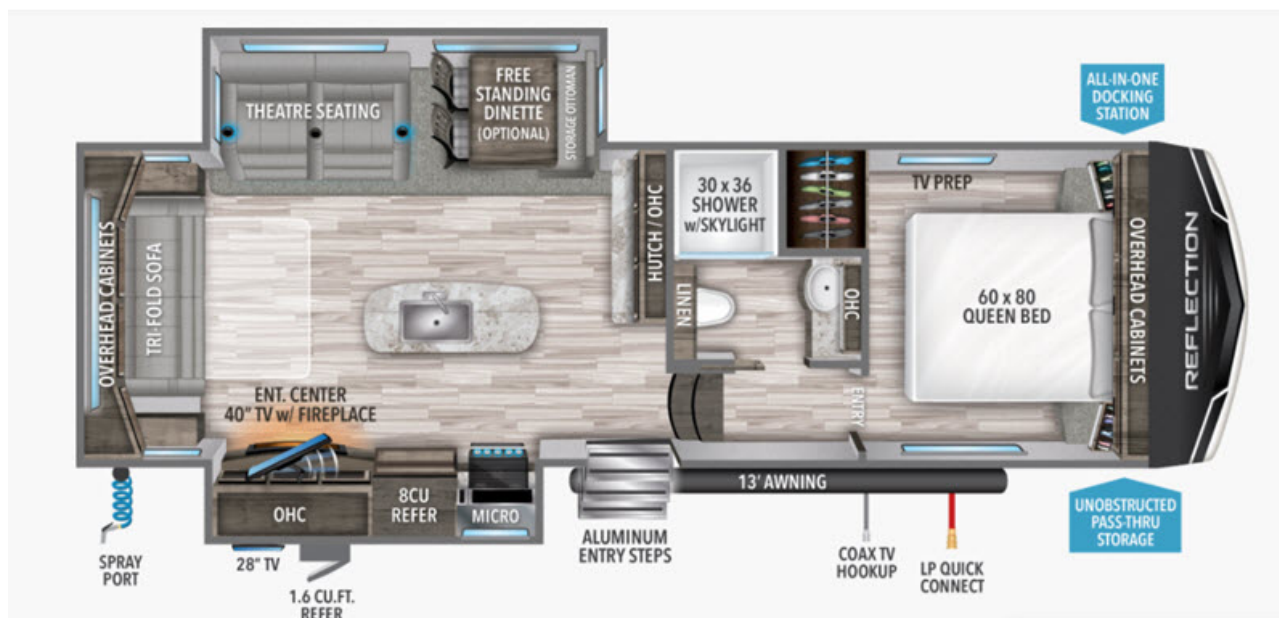 THEATRE SEATING
FREE
STANDING
DINETTE
(OPTIONAL)
STORAGE OTTOMAN
ALL-IN-ONE
DOCKING
STATION
OVERHEAD CABINETS
TRI-FOLD SOFA
HUTCH / OHC
30 x 36
SHOWER
w/SKYLIGHT
TV PREP
LINEN
OHC
60 x 80
QUEEN BED
OVERHEAD CABINETS
REFLECTION
ENT. CENTER
40" TV w/ FIREPLACE
ENTRY
OHC
8CU
REFER
MICRO
13' AWNING
UNOBSTRUCTED
PASS-THRU
STORAGE
SPRAY
PORT
28" TV
1.6 CU.FT.
REFER
ALUMINUM
ENTRY STEPS
COAX TV
HOOKUP
LP QUICK
CONNECT